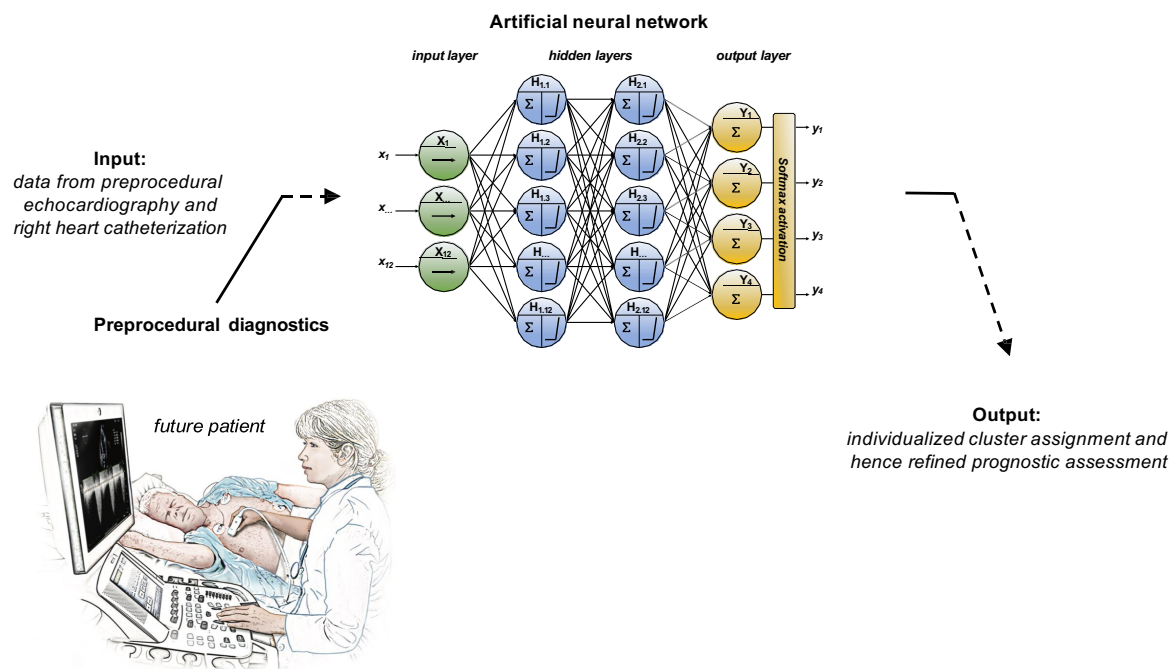 Artificial neural network
input layer hidden layers output layer
H1.1 H2.1
Σ Σ
Y1
Σ y1
X1 H1.2 H2.2
x1 Σ Σ
Input:
data from preprocedural
echocardiography and
right heart catheterization
Y2
Σ y2
X... H1.3 H2.3
x... Σ Σ
Y3
Σ y3
X12 H... H...
x12 Σ Σ
Y4
Σ y4
Softmax activation
H1.12 H2.12
Σ Σ
Preprocedural diagnostics
future patient
Output:
individualized cluster assignment and
hence refined prognostic assessment